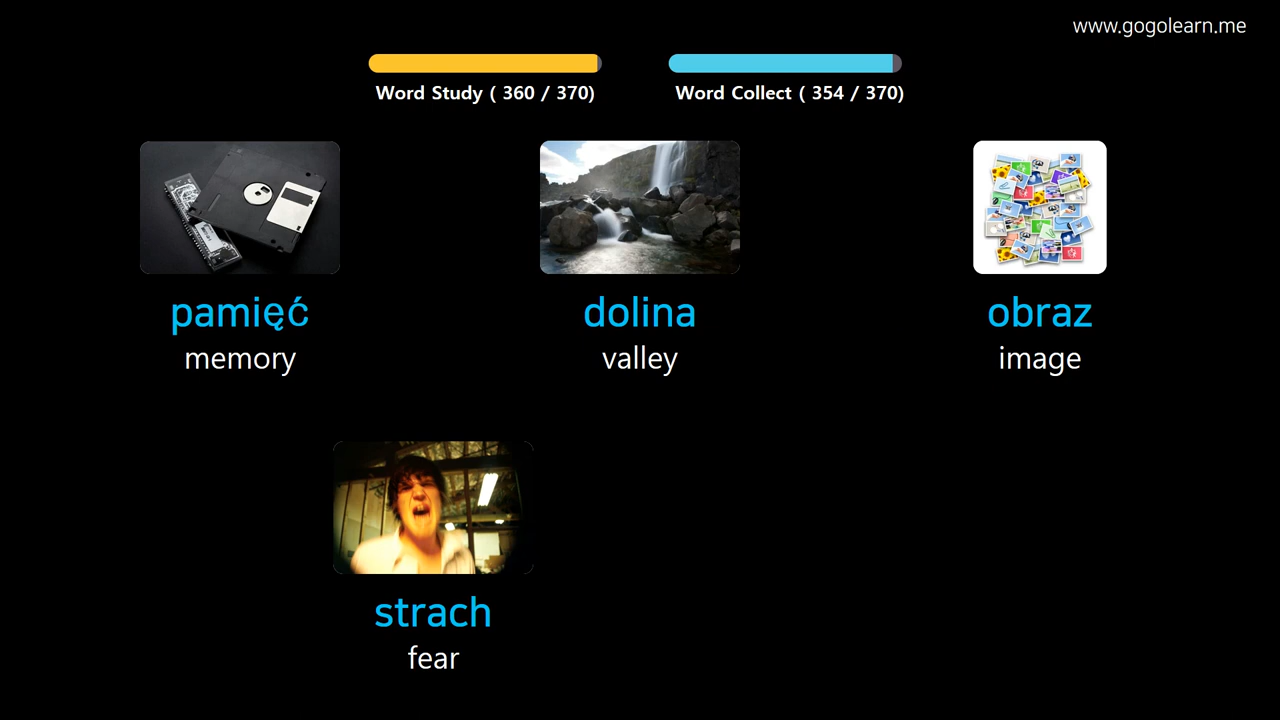 www.gogolearn.me
Word Study ( 360 / 370)
Word Collect ( 354 / 370)
pamięć
memory
dolina
valley
obraz
image
strach
fear